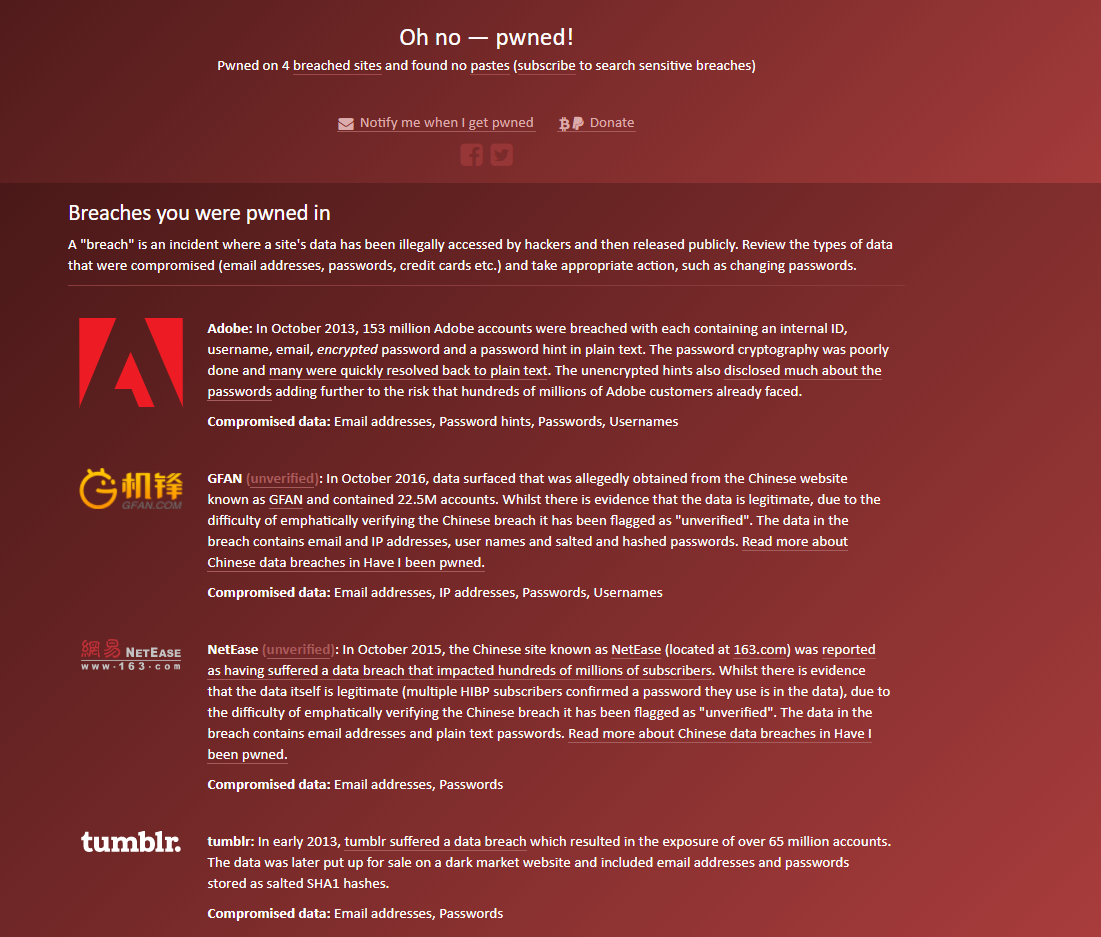 Oh no — pwned!
Pwned on 4 breached sites and found no pastes (subscribe to search sensitive breaches)
Notify me when I get pwned Donate
Breaches you were pwned in
A "breach" is an incident where a site's data has been illegally accessed by hackers and then released publicly. Review the types of data
that were compromised (email addresses, passwords, credit cards etc.) and take appropriate action, such as changing passwords.
Adobe: In October 2013, 153 million Adobe accounts were breached with each containing an internal ID,
username, email, encrypted password and a password hint in plain text. The password cryptography was poorly
done and many were quickly resolved back to plain text. The unencrypted hints also disclosed much about the
passwords adding further to the risk that hundreds of millions of Adobe customers already faced.
Compromised data: Email addresses, Password hints, Passwords, Usernames
机锋
GFAN.COM
GFAN (unverified): In October 2016, data surfaced that was allegedly obtained from the Chinese website
known as GFAN and contained 22.5M accounts. Whilst there is evidence that the data is legitimate, due to the
difficulty of emphatically verifying the Chinese breach it has been flagged as "unverified". The data in the
breach contains email and IP addresses, user names and salted and hashed passwords. Read more about
Chinese data breaches in Have I been pwned.
Compromised data: Email addresses, IP addresses, Passwords, Usernames
網易 NETEASE
www.163.com
NetEase (unverified): In October 2015, the Chinese site known as NetEase (located at 163.com) was reported
as having suffered a data breach that impacted hundreds of millions of subscribers. Whilst there is evidence
that the data itself is legitimate (multiple HIBP subscribers confirmed a password they use is in the data), due to
the difficulty of emphatically verifying the Chinese breach it has been flagged as "unverified". The data in the
breach contains email addresses and plain text passwords. Read more about Chinese data breaches in Have I
been pwned.
Compromised data: Email addresses, Passwords
tumblr.
tumblr: In early 2013, tumblr suffered a data breach which resulted in the exposure of over 65 million accounts.
The data was later put up for sale on a dark market website and included email addresses and passwords
stored as salted SHA1 hashes.
Compromised data: Email addresses, Passwords